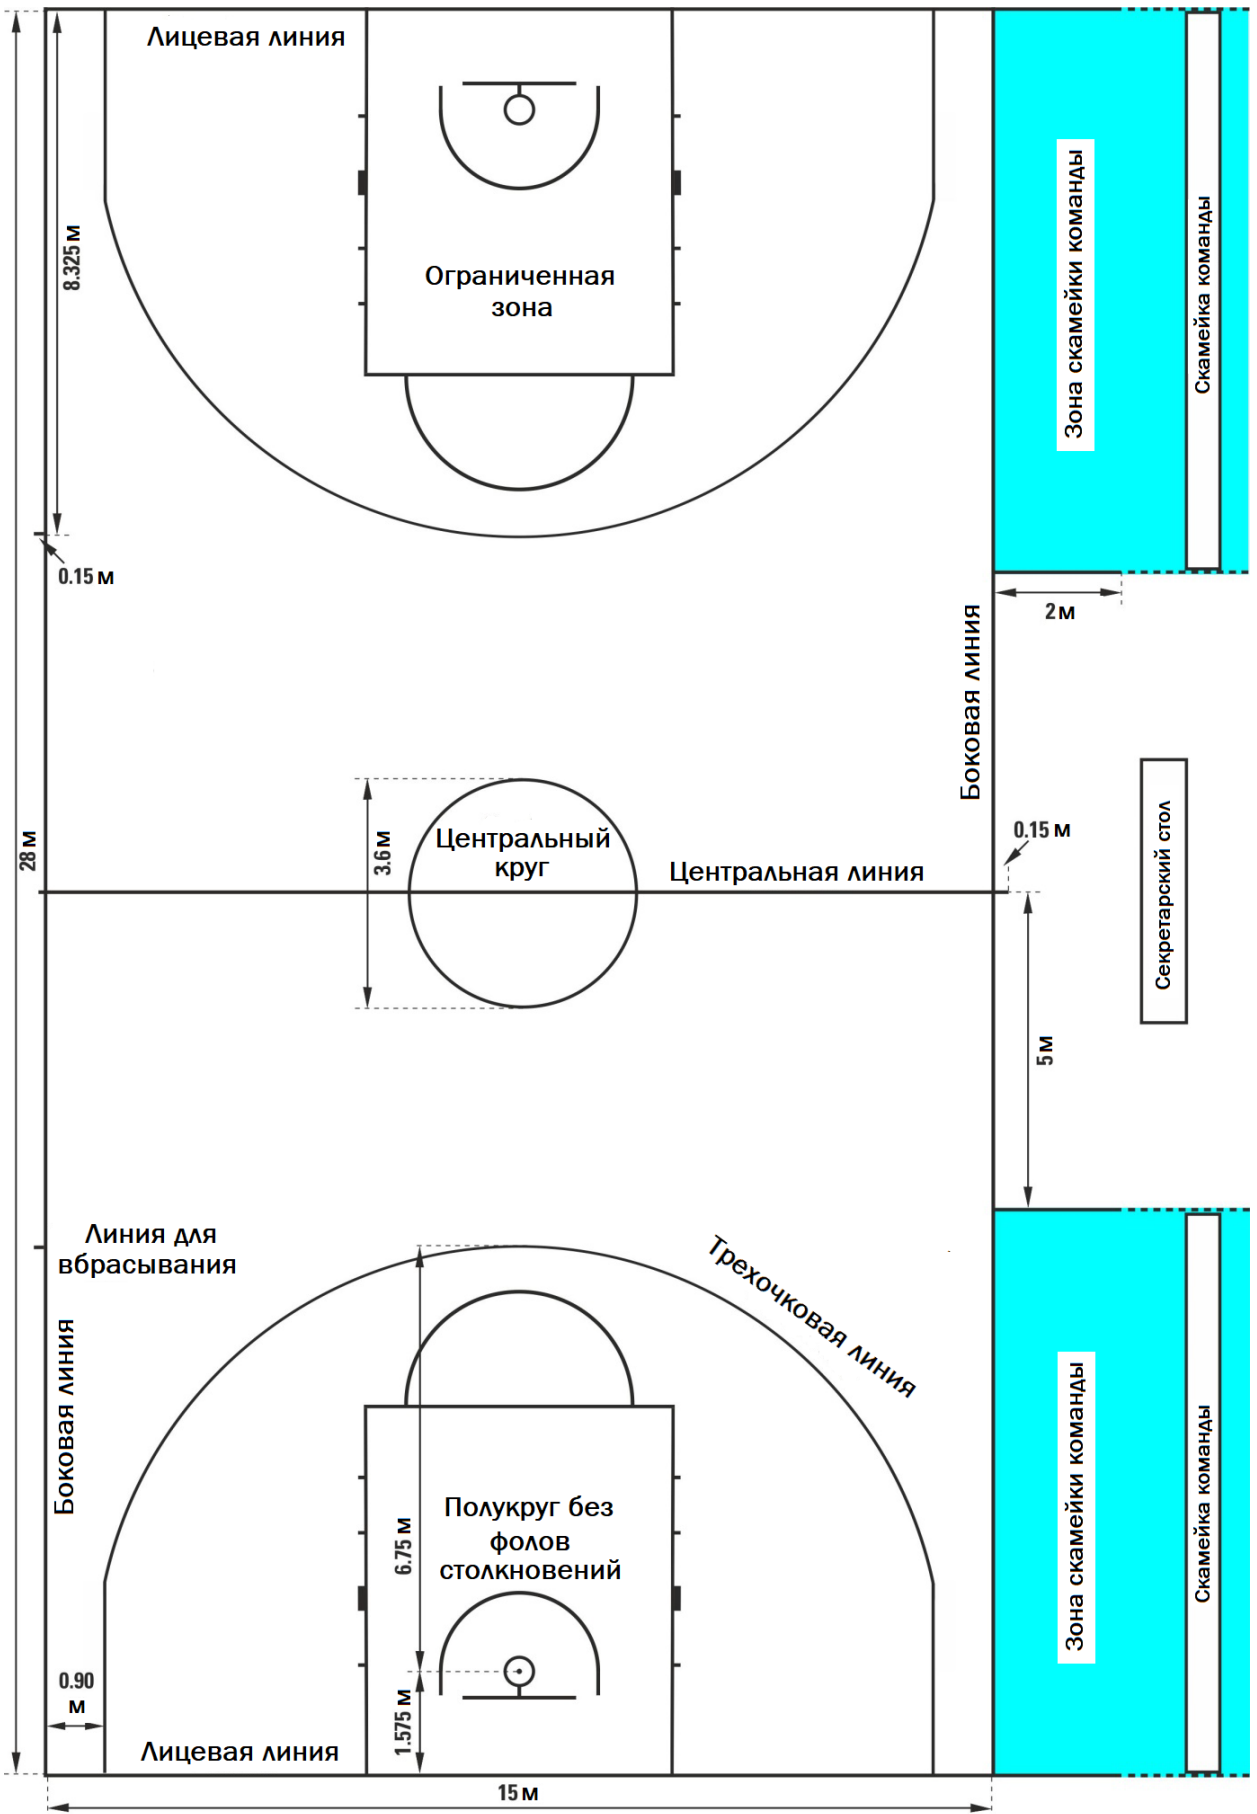 Лицевая линия
8.325 м
Ограниченная
зона
Зона скамейки команды
Скамейка команды
0.15 м
2 м
Боковая линия
28 м
3.6 м
Центральный
круг
Центральная линия
0.15 м
Секретарский стол
5 м
Линия для
вбрасывания
Трехочковая линия
Боковая линия
Полукруг без
фолов
столкновений
6.75 м
Зона скамейки команды
Скамейка команды
0.90
м
1.575 м
Лицевая линия
15 м